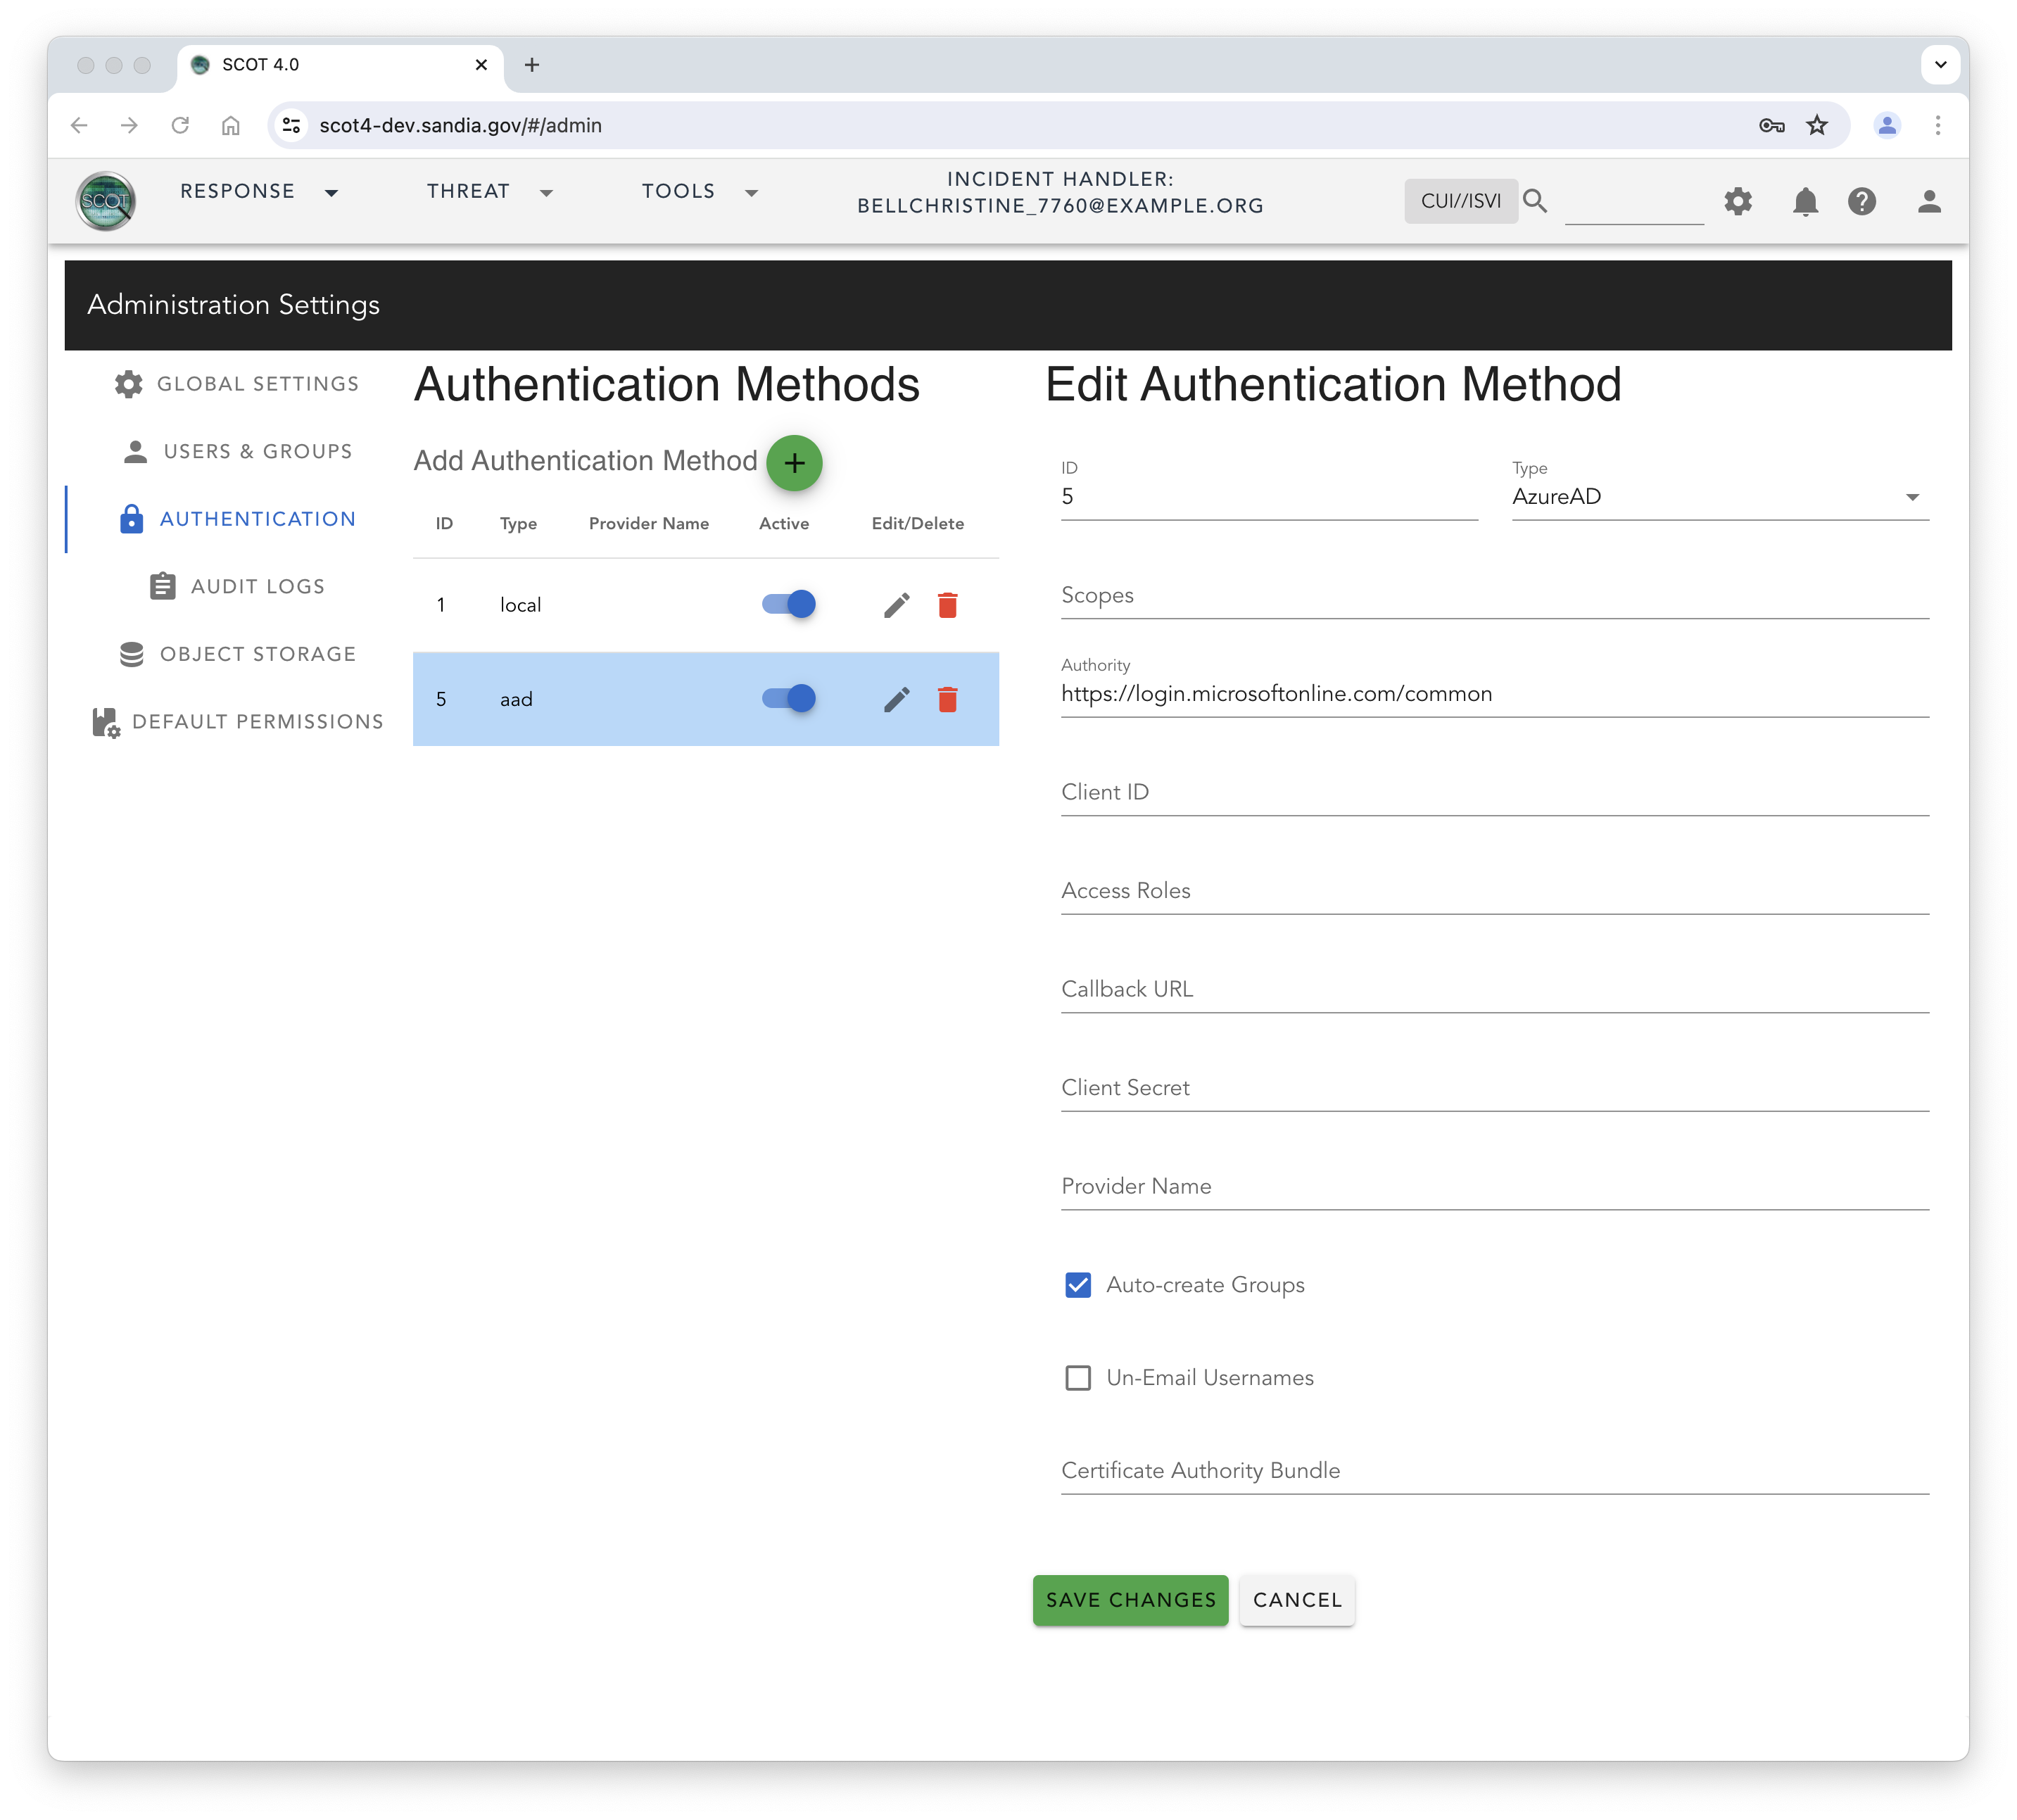 SCOT 4.0
scot4-dev.sandia.gov/#/admin
SCOT
RESPONSE
THREAT
TOOLS
INCIDENT HANDLER:
BELLCHRISTINE_7760@EXAMPLE.ORG
CUI//ISVI
Administration Settings
GLOBAL SETTINGS
USERS & GROUPS
AUTHENTICATION
AUDIT LOGS
OBJECT STORAGE
DEFAULT PERMISSIONS
Authentication Methods
Add Authentication Method
ID Type Provider Name Active Edit/Delete
1 local
5 aad
Edit Authentication Method
ID
5
Type
AzureAD
Scopes
Authority
https://login.microsoftonline.com/common
Client ID
Access Roles
Callback URL
Client Secret
Provider Name
Auto-create Groups
Un-Email Usernames
Certificate Authority Bundle
SAVE CHANGES
CANCEL